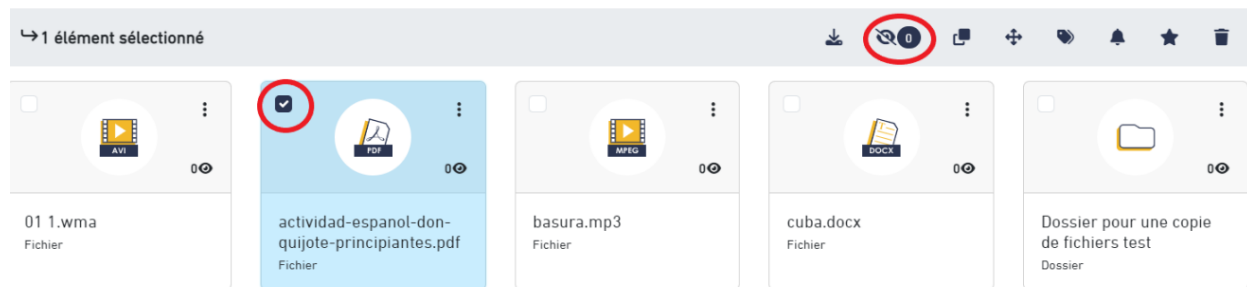 1 élément sélectionné
0
AVI
0
01 1.wma
Fichier
PDF
0
actividad-espanol-don-
quijote-principiantes.pdf
Fichier
MPEG
0
basura.mp3
Fichier
DOCX
0
cuba.docx
Fichier
0
Dossier pour une copie
de fichiers test
Dossier